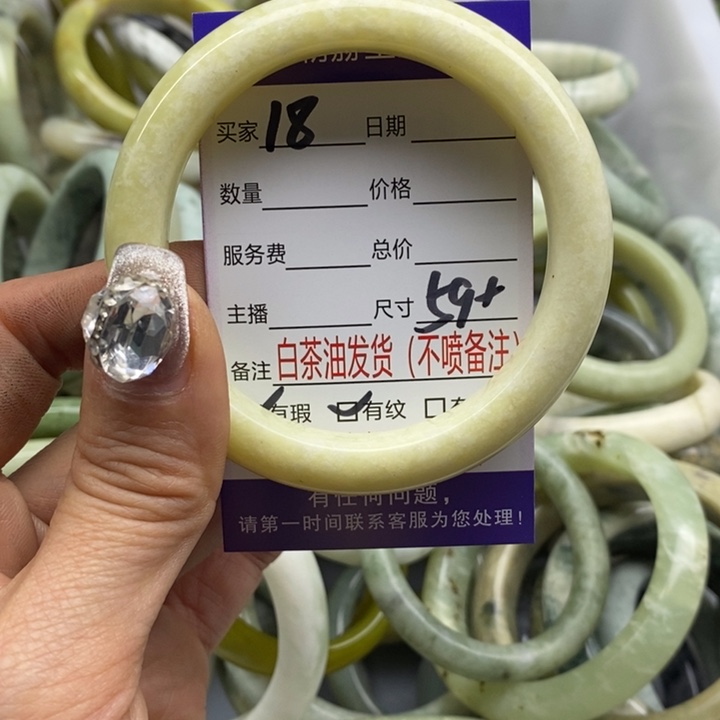 买家 18 日期
数量 价格
服务费 总价
主播 尺寸 59+
备注 白茶油发货（不喷备注）
有瑕 有纹
有任何问题，
请第一时间联系客服为您处理！